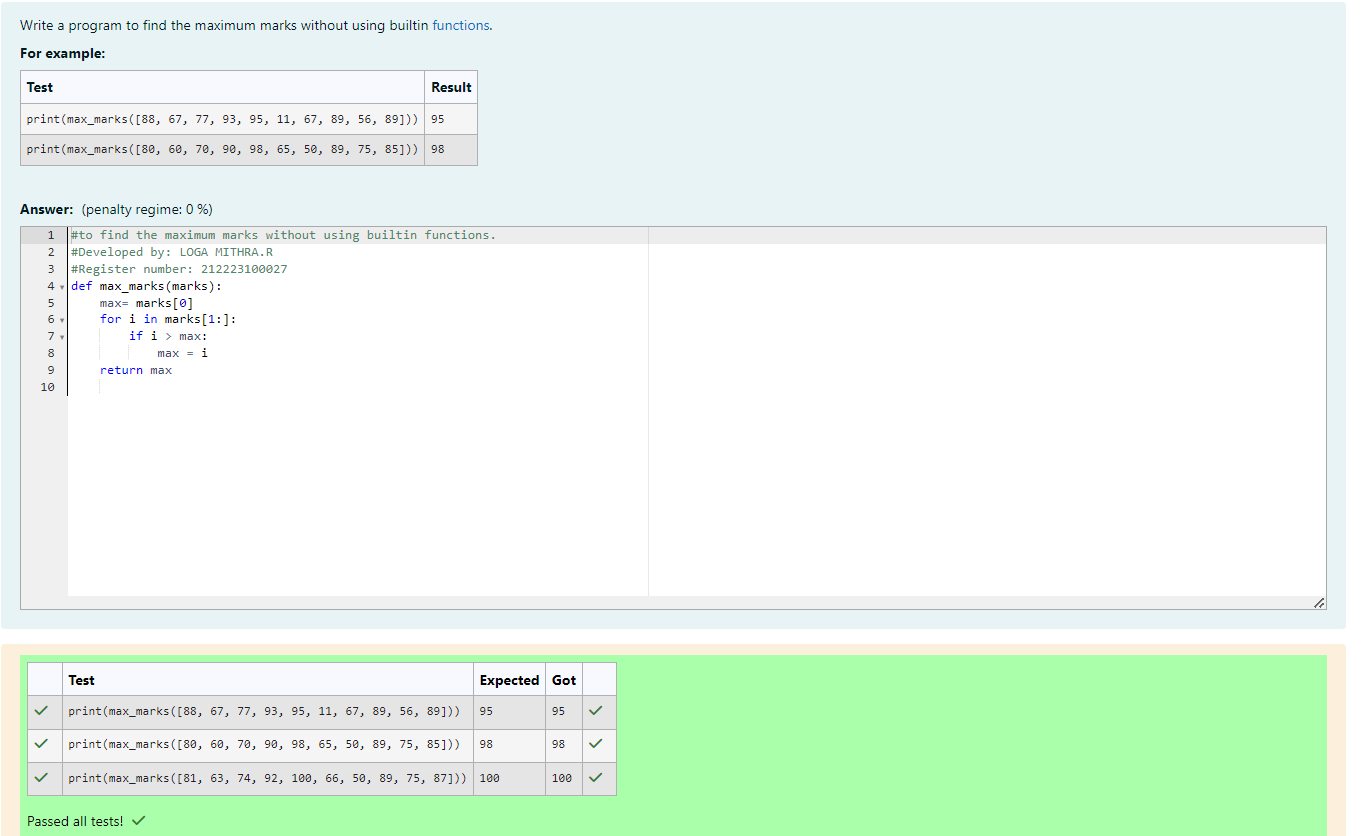 Write a program to find the maximum marks without using builtin functions.
For example:
Test Result
print(max_marks([88, 67, 77, 93, 95, 11, 67, 89, 56, 89])) 95
print(max_marks([80, 60, 70, 90, 98, 65, 50, 89, 75, 85])) 98
Answer: (penalty regime: 0 %)
1 #to find the maximum marks without using builtin functions.
2 #Developed by: LOGA MITHRA.R
3 #Register number: 212223100027
4 def max_marks(marks):
5     max= marks[0]
6     for i in marks[1:]:
7         if i > max:
8             max = i
9     return max
10
Test Expected Got
print(max_marks([88, 67, 77, 93, 95, 11, 67, 89, 56, 89])) 95 95
print(max_marks([80, 60, 70, 90, 98, 65, 50, 89, 75, 85])) 98 98
print(max_marks([81, 63, 74, 92, 100, 66, 50, 89, 75, 87])) 100 100
Passed all tests!